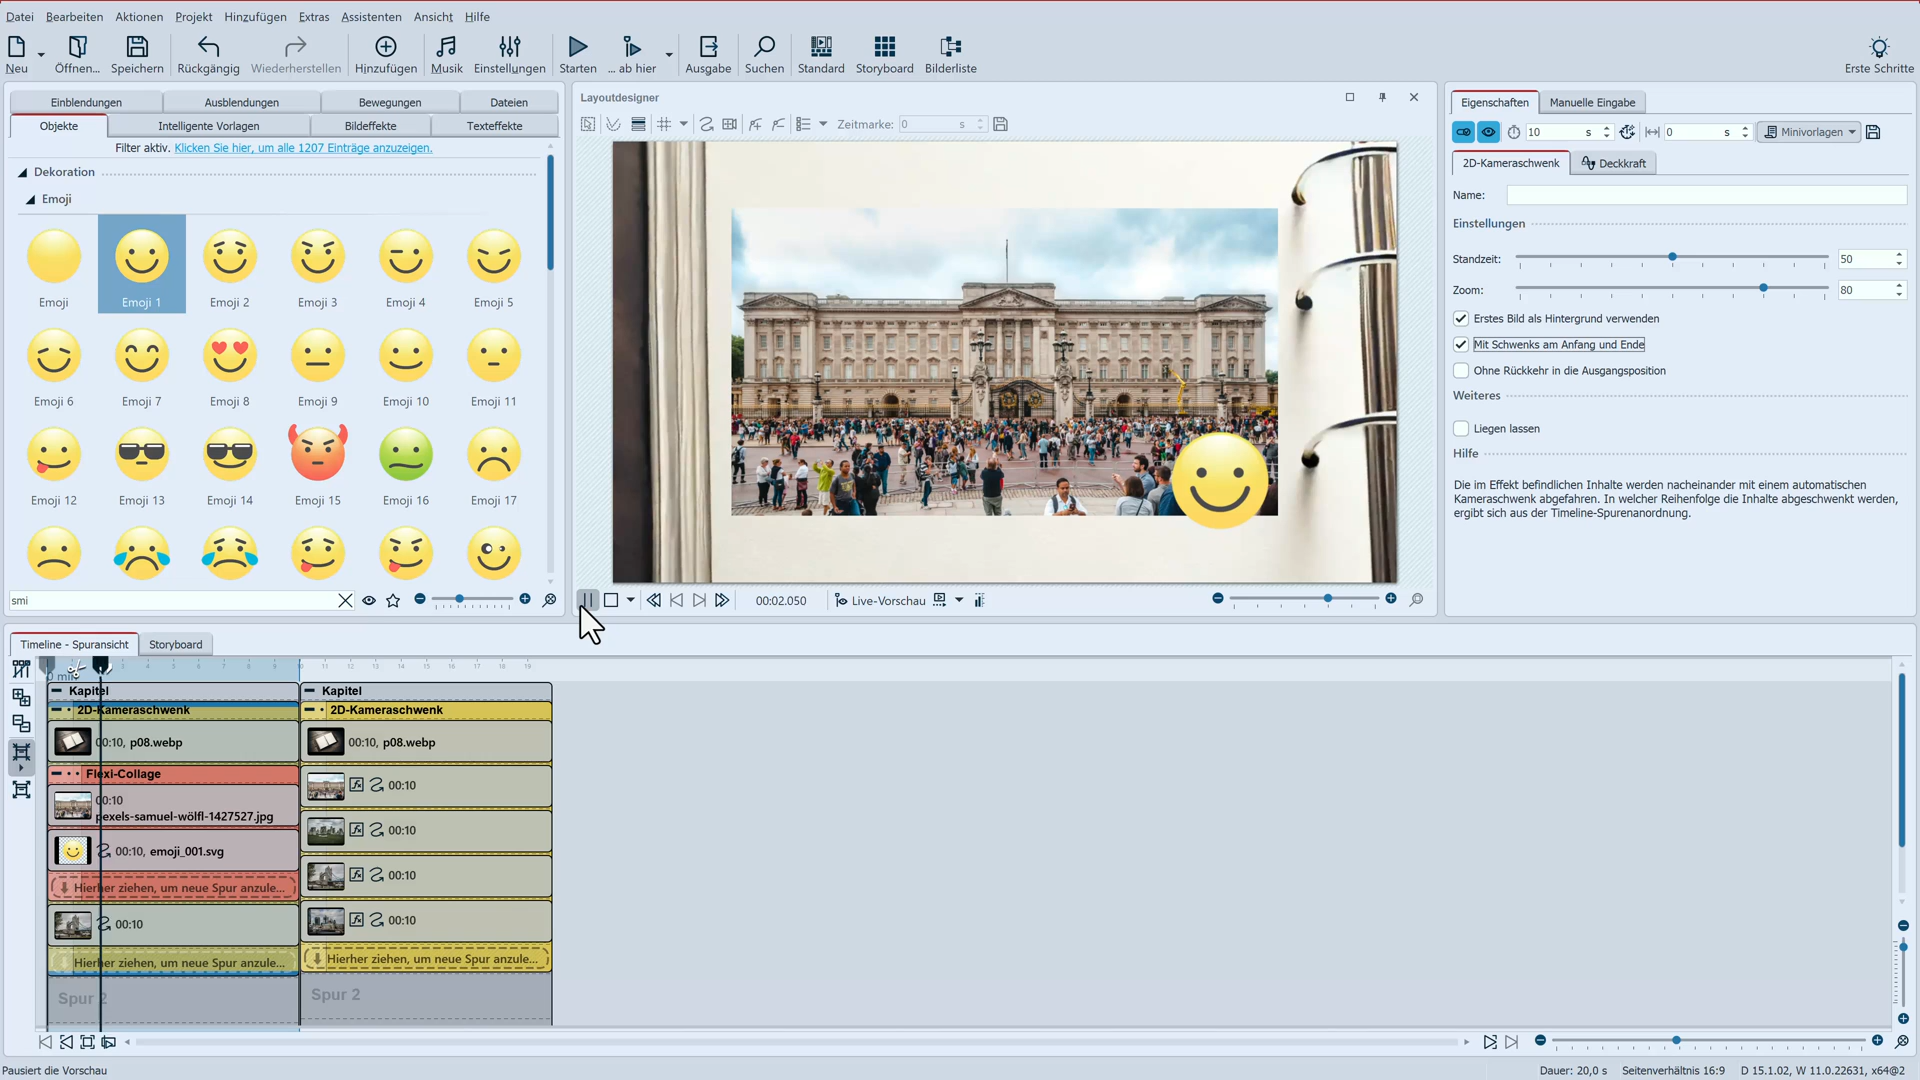 Datei Bearbeiten Aktionen Projekt Hinzufügen Extras Assistenten Ansicht Hilfe
Neu Öffnen... Speichern Rückgängig Wiederherstellen Hinzufügen Musik Einstellungen Starten ... ab hier Ausgabe Suchen Standard Storyboard Bilderliste Erste Schritte
Einblendungen Ausblendungen Bewegungen Dateien
Objekte Intelligente Vorlagen Bildeffekte Texteffekte
Filter aktiv. Klicken Sie hier, um alle 1207 Einträge anzuzeigen.
Dekoration
Emoji
Emoji Emoji 1 Emoji 2 Emoji 3 Emoji 4 Emoji 5
Emoji 6 Emoji 7 Emoji 8 Emoji 9 Emoji 10 Emoji 11
Emoji 12 Emoji 13 Emoji 14 Emoji 15 Emoji 16 Emoji 17
smi
Layoutdesigner
Zeitmarke: 0 s
00:02.050 Live-Vorschau
Eigenschaften Manuelle Eingabe
10 s 0 s Minivorlagen
2D-Kameraschwenk Deckkraft
Name:
Einstellungen
Standzeit: 50
Zoom: 80
Erstes Bild als Hintergrund verwenden
Mit Schwenks am Anfang und Ende
Ohne Rückkehr in die Ausgangsposition
Weiteres
Liegen lassen
Hilfe
Die im Effekt befindlichen Inhalte werden nacheinander mit einem automatischen
Kameraschwenk abgefahren. In welcher Reihenfolge die Inhalte abgeschwenkt werden,
ergibt sich aus der Timeline-Spurenanordnung.
Timeline - Spuransicht Storyboard
0 min
Kapitel Kapitel
2D-Kameraschwenk 2D-Kameraschwenk
00:10, p08.webp 00:10, p08.webp
Flexi-Collage
00:10
pexels-samuel-wölfl-1427527.jpg
00:10
00:10
00:10, emoji_001.svg
00:10
Hierher ziehen, um neue Spur anzule...
00:10
00:10
Hierher ziehen, um neue Spur anzule... Hierher ziehen, um neue Spur anzule...
Spur 2 Spur 2
Pausiert die Vorschau
Dauer: 20,0 s Seitenverhältnis 16:9 D 15.1.02, W 11.0.22631, x64@2